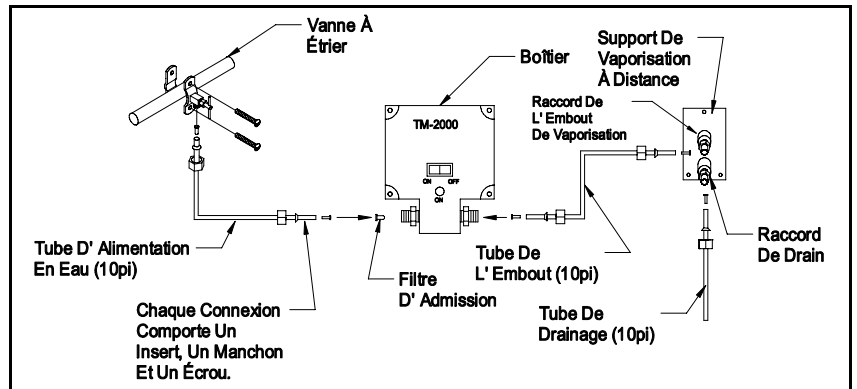 Vanne À
Étrier
Boîtier
Support De
Vaporisation
À Distance
Raccord De
L' Embout
De Vaporisation
TM-2000
ON OFF
ON
Tube D' Alimentation
En Eau (10pi)
Filtre
D' Admission
Tube De
L' Embout (10pi)
Raccord
De Drain
Chaque Connexion
Comporte Un
Insert, Un Manchon
Et Un Écrou.
Tube De
Drainage (10pi)